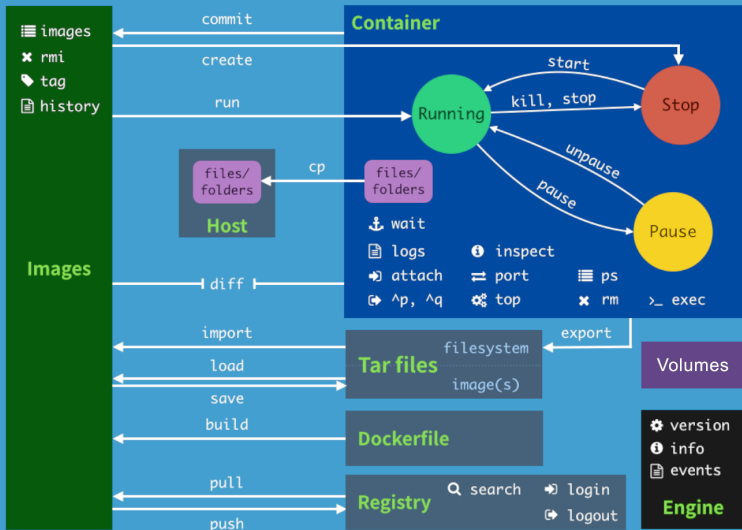 images
rmi
tag
history
Images
commit
create
run
cp
files/
folders
Host
files/
folders
diff
import
load
save
build
pull
push
Container
Running
start
kill, stop
Stop
unpause
pause
Pause
wait
logs
inspect
attach
port
ps
^p, ^q
top
rm
>_ exec
export
filesystem
Tar files
image(s)
Dockerfile
Registry
search
login
logout
Volumes
version
info
events
Engine